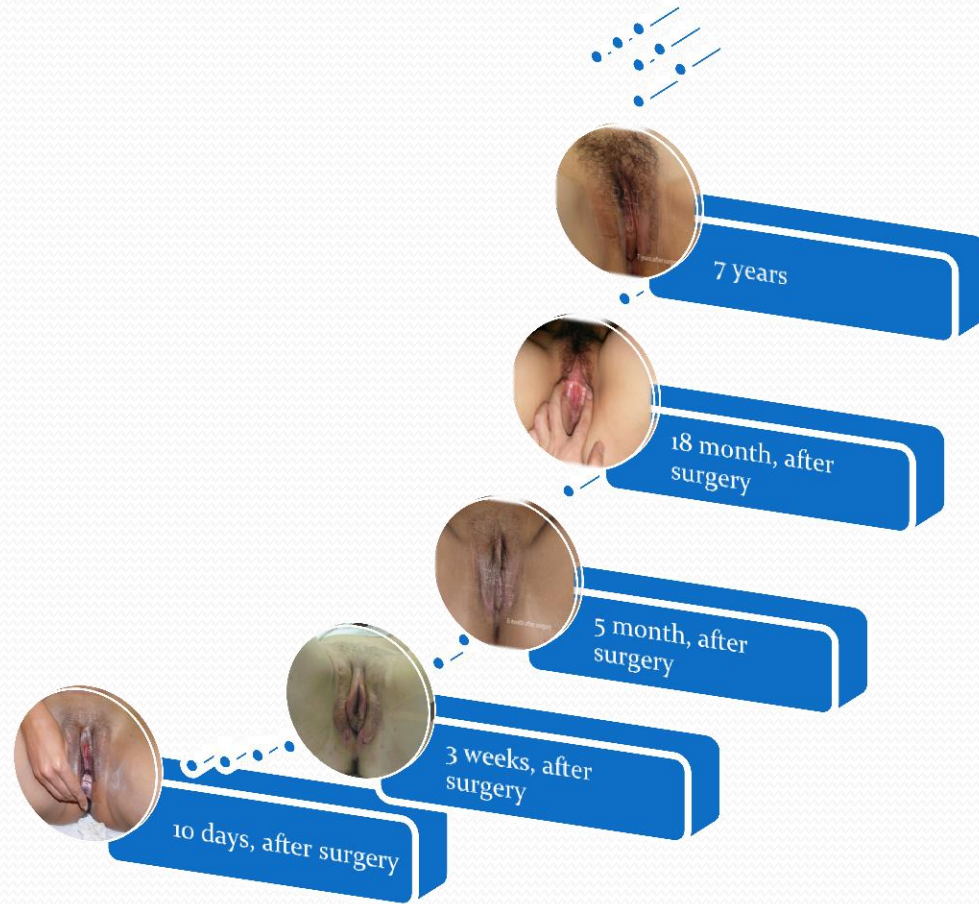 7 years
18 month, after
surgery
5 month, after
surgery
3 weeks, after
surgery
10 days, after surgery